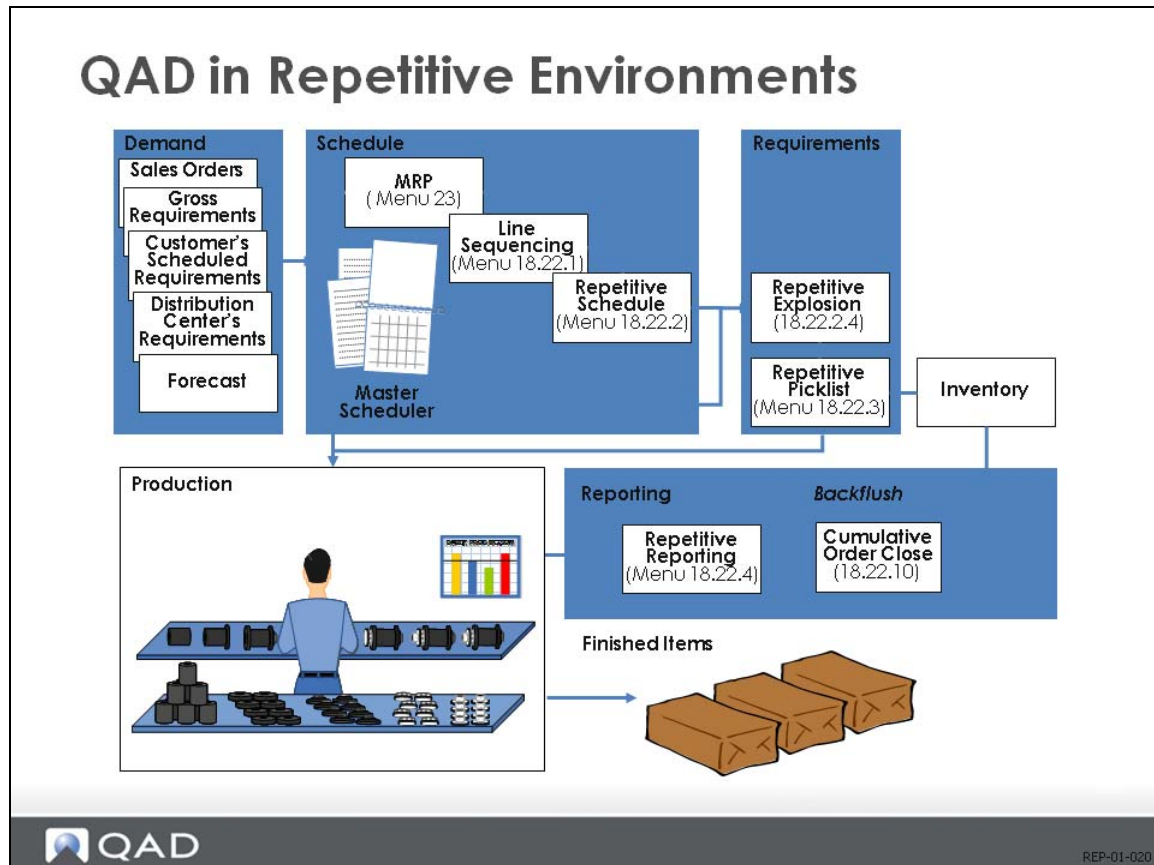 QAD in Repetitive Environments
Demand
Sales Orders
Gross
Requirements
Customer's
Scheduled
Requirements
Distribution
Center's
Requirements
Forecast
Schedule
MRP
( Menu 23)
Line
Sequencing
(Menu 18.22.1)
Repetitive
Schedule
(Menu 18.22.2)
Master
Scheduler
Requirements
Repetitive
Explosion
(18.22.2.4)
Repetitive
Picklist
(Menu 18.22.3)
Inventory
Production
Reporting
Backflush
Repetitive
Reporting
(Menu 18.22.4)
Cumulative
Order Close
(18.22.10)
Finished Items
QAD
REP-01-020